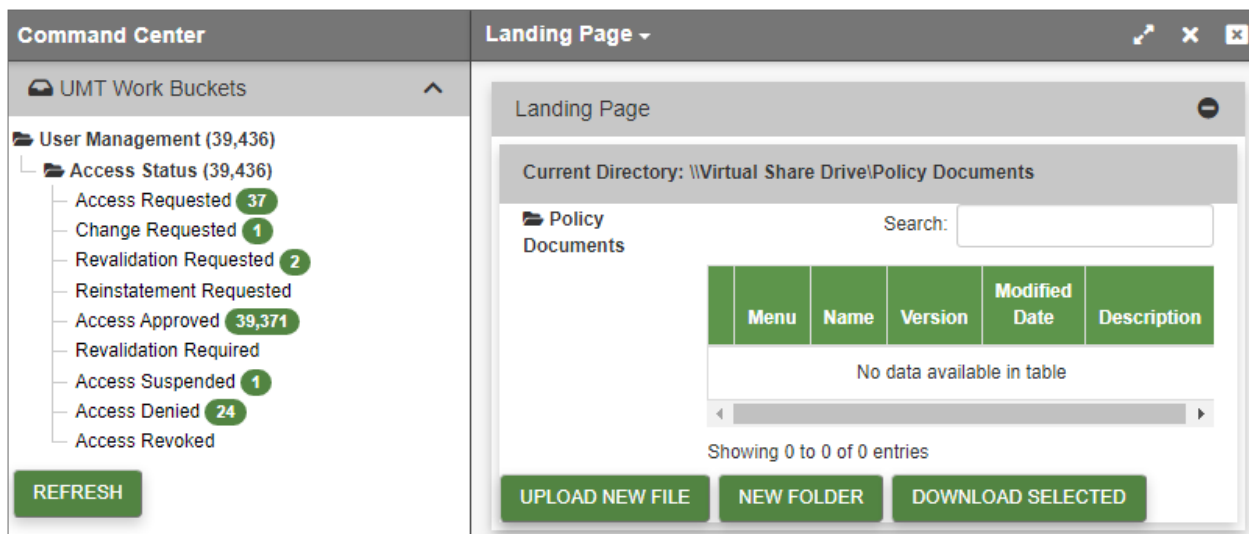 Command Center
UMT Work Buckets
User Management (39,436)
Access Status (39,436)
Access Requested 37
Change Requested 1
Revalidation Requested 2
Reinstatement Requested
Access Approved 39,371
Revalidation Required
Access Suspended 1
Access Denied 24
Access Revoked
REFRESH
Landing Page
Landing Page
Current Directory: \\Virtual Share Drive\Policy Documents
Policy
Documents
Search:
Menu Name Version Modified Date Description
No data available in table
Showing 0 to 0 of 0 entries
UPLOAD NEW FILE NEW FOLDER DOWNLOAD SELECTED